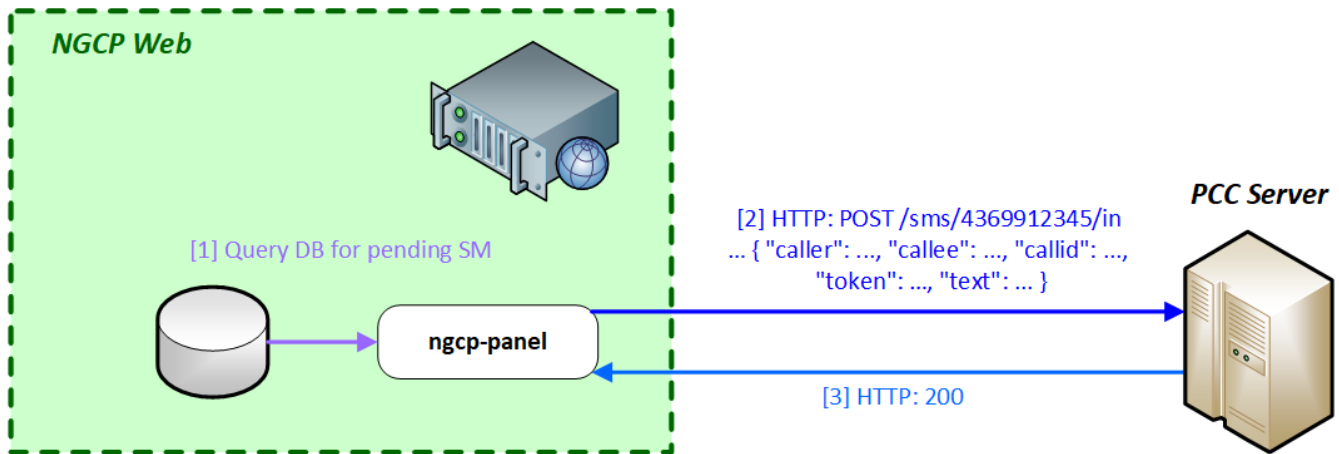 NGCP Web
PCC Server
[2] HTTP: POST /sms/4369912345/in
... { "caller": ..., "callee": ..., "callid": ...,
"token": ..., "text": ... }
[1] Query DB for pending SM
ngcp-panel
[3] HTTP: 200